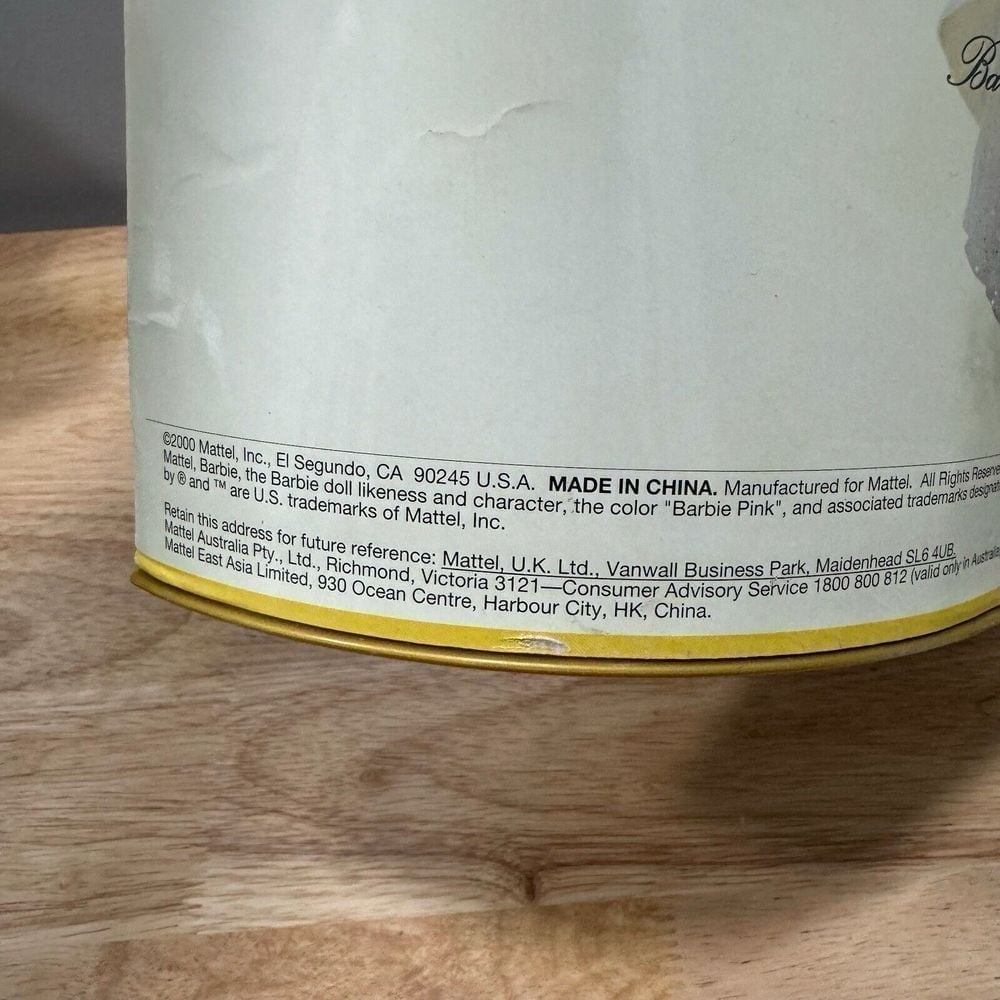 Ba
©2000 Mattel, Inc., El Segundo, CA 90245 U.S.A. MADE IN CHINA. Manufactured for Mattel. All Rights Reserve
Mattel, Barbie, the Barbie doll likeness and character, the color "Barbie Pink", and associated trademarks designat
by ® and ™ are U.S. trademarks of Mattel, Inc.
Retain this address for future reference: Mattel, U.K. Ltd., Vanwall Business Park, Maidenhead SL6 4UB.
Mattel Australia Pty., Ltd., Richmond, Victoria 3121—Consumer Advisory Service 1800 800 812 (valid only in Australia
Mattel East Asia Limited, 930 Ocean Centre, Harbour City, HK, China.